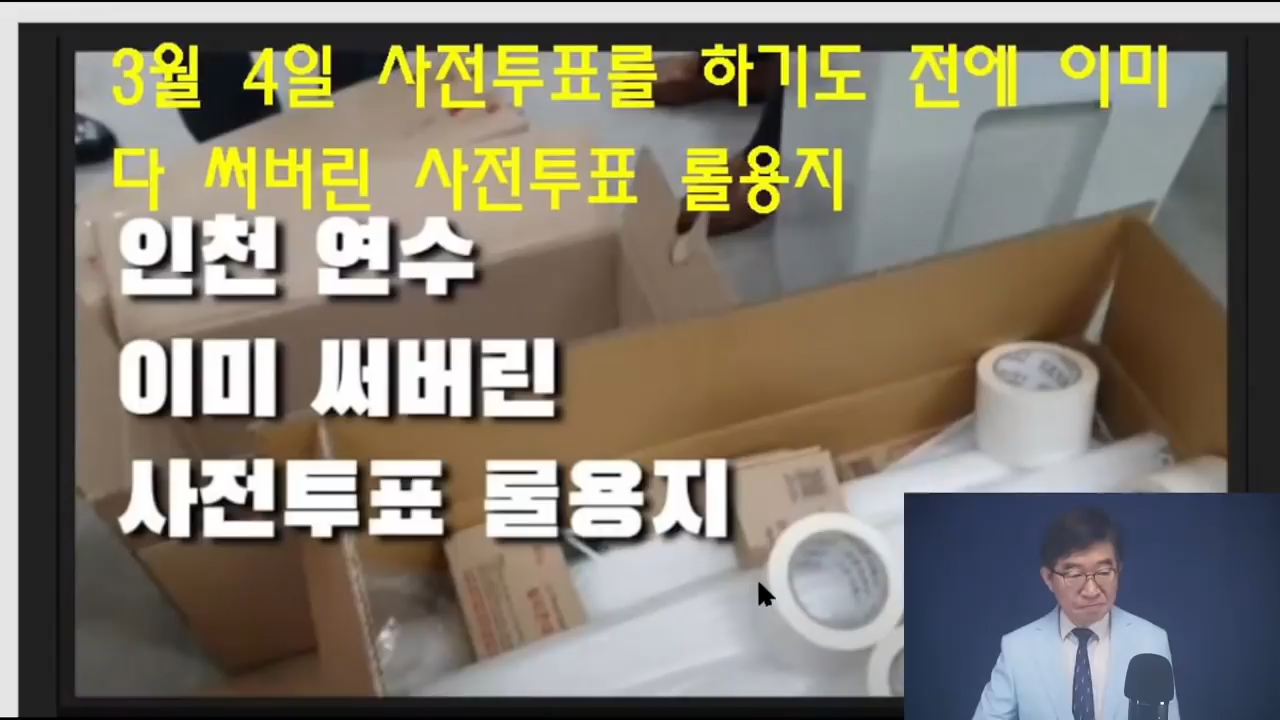 3월 4일 사전투표를 하기도 전에 이미
다 써버린 사전투표 롤용지
인천 연수
이미 써버린
사전투표 롤용지